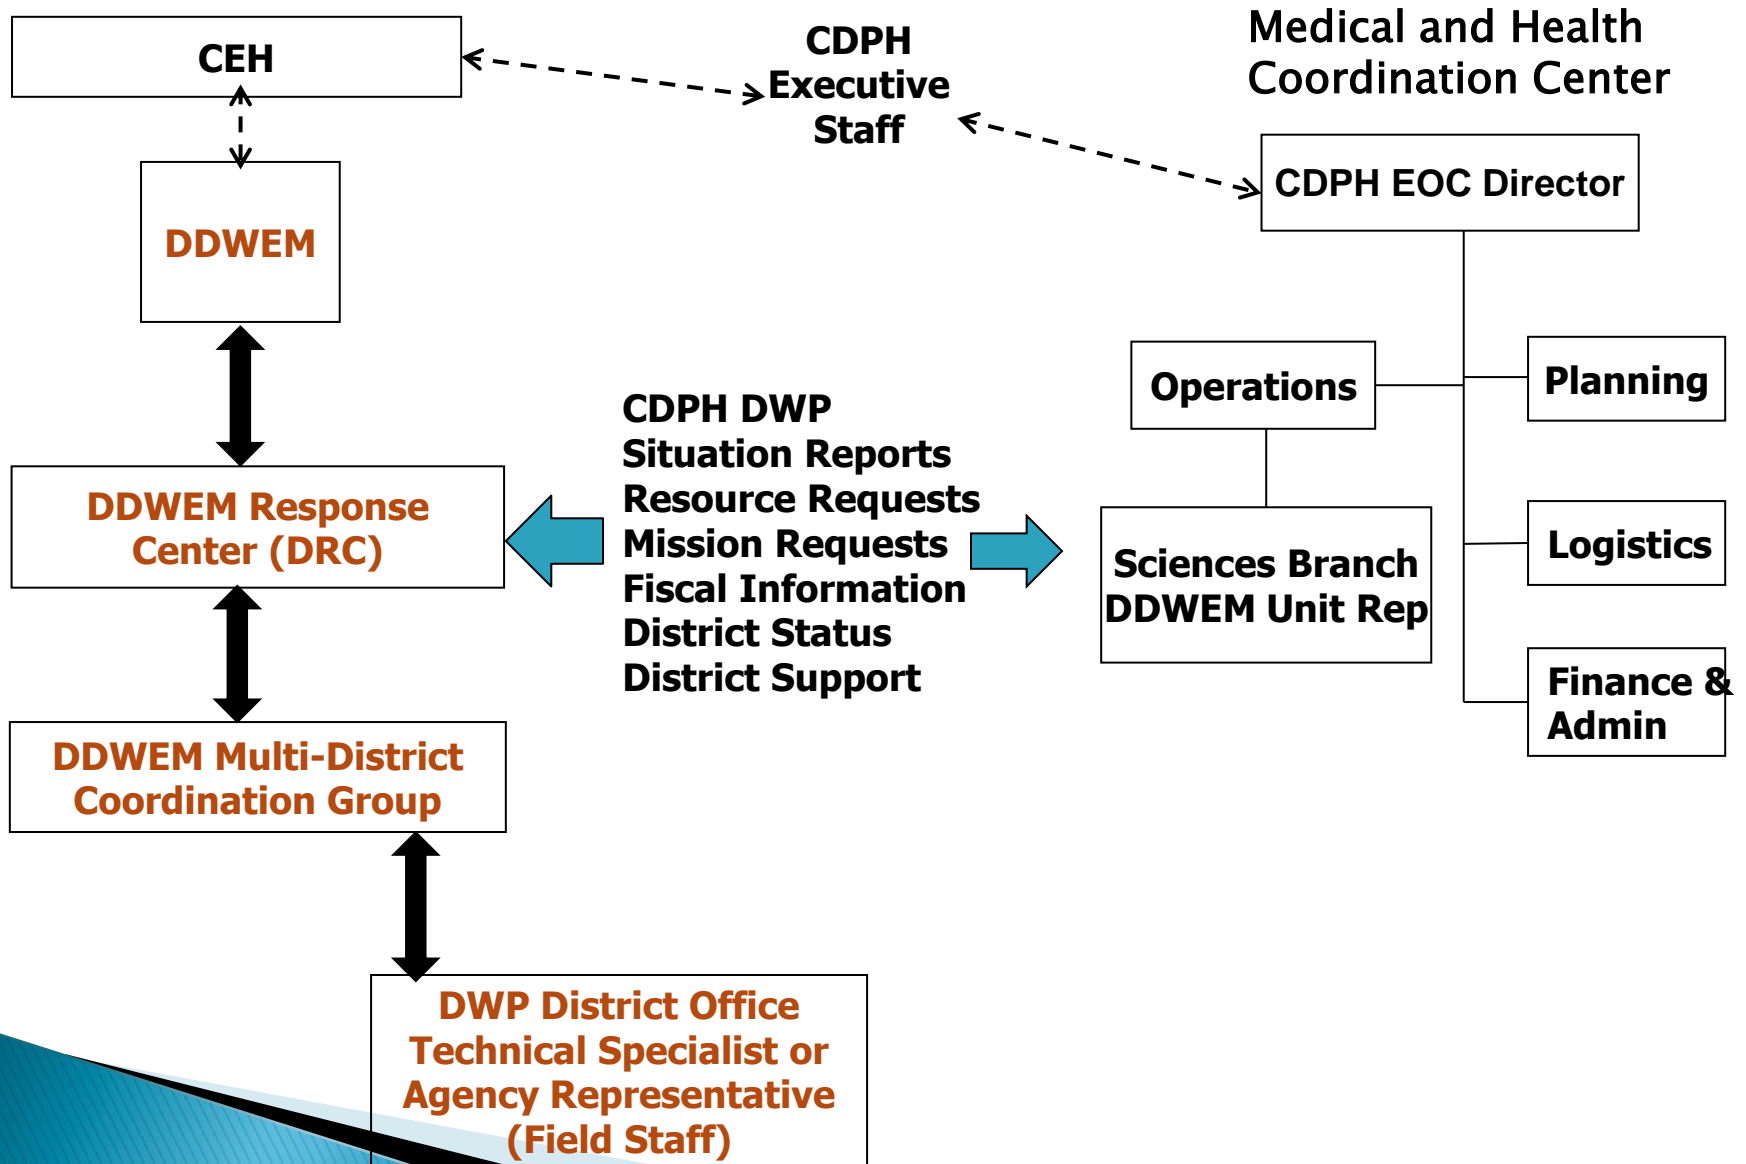 CEH
CDPH
Executive
Staff
Medical and Health
Coordination Center
CDPH EOC Director
DDWEM
Operations
Planning
CDPH DWP
Situation Reports
Resource Requests
Mission Requests
Fiscal Information
District Status
District Support
DDWEM Response
Center (DRC)
Sciences Branch
DDWEM Unit Rep
Logistics
Finance &
Admin
DDWEM Multi-District
Coordination Group
DWP District Office
Technical Specialist or
Agency Representative
(Field Staff)